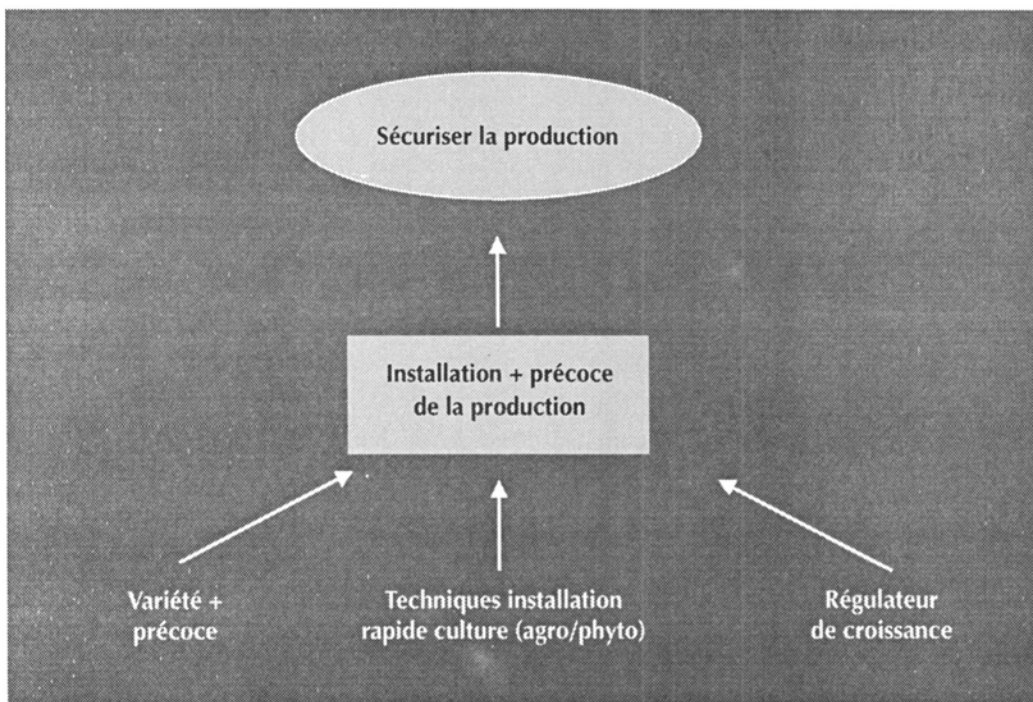 Sécuriser la production
Installation + précoce
de la production
Variété +
précoce
Techniques installation
rapide culture (agro/phyto)
Régulateur
de croissance